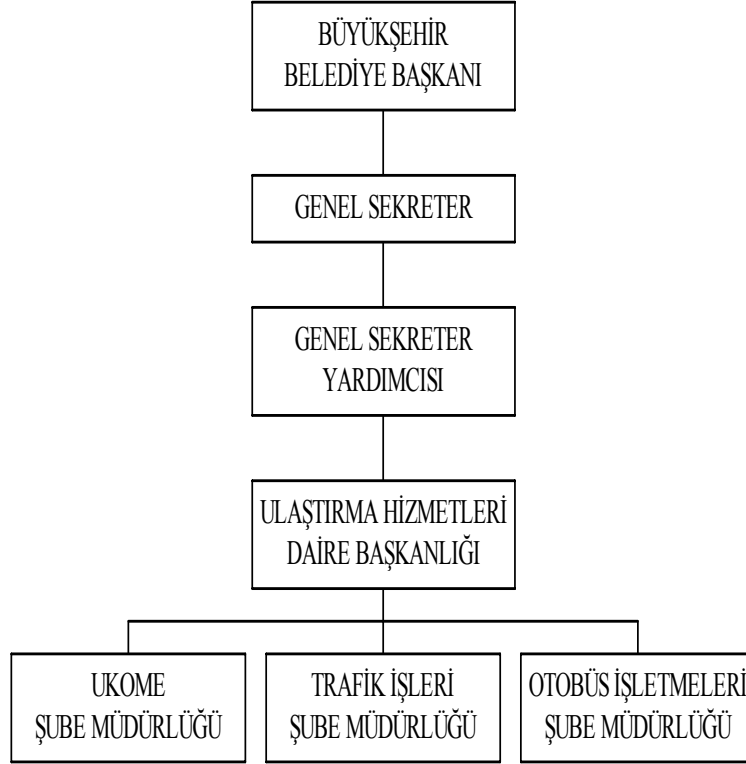 BÜYÜKŞEHİR
BELEDİYE BAŞKANI
GENEL SEKRETER
GENEL SEKRETER
YARDIMCISI
ULAŞTIRMA HİZMETLERİ
DAİRE BAŞKANLIĞI
UKOME
ŞUBE MÜDÜRLÜĞÜ
TRAFİK İŞLERİ
ŞUBE MÜDÜRLÜĞÜ
OTOBÜS İŞLETMELERİ
ŞUBE MÜDÜRLÜĞÜ